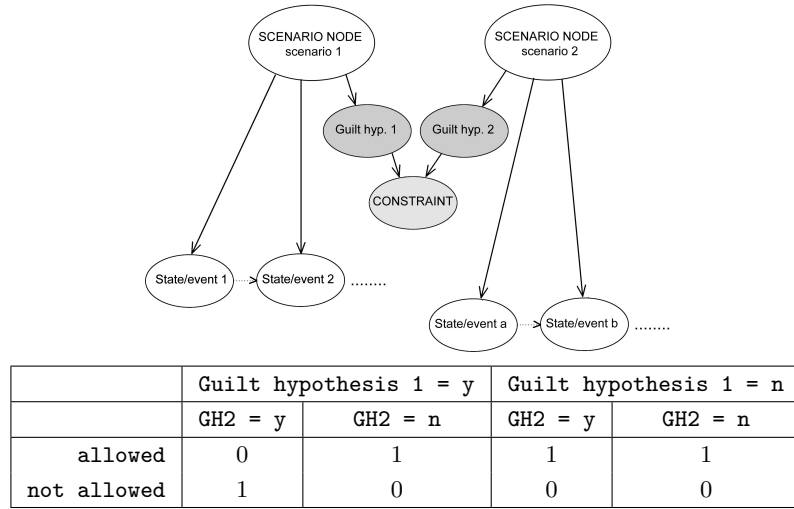 SCENARIO NODE
scenario 1
SCENARIO NODE
scenario 2
Guilt hyp. 1
Guilt hyp. 2
CONSTRAINT
State/event 1
State/event 2
........
State/event a
State/event b
........
Guilt hypothesis 1 = y Guilt hypothesis 1 = n
GH2 = y GH2 = n GH2 = y GH2 = n
allowed 0 1 1 1
not allowed 1 0 0 0